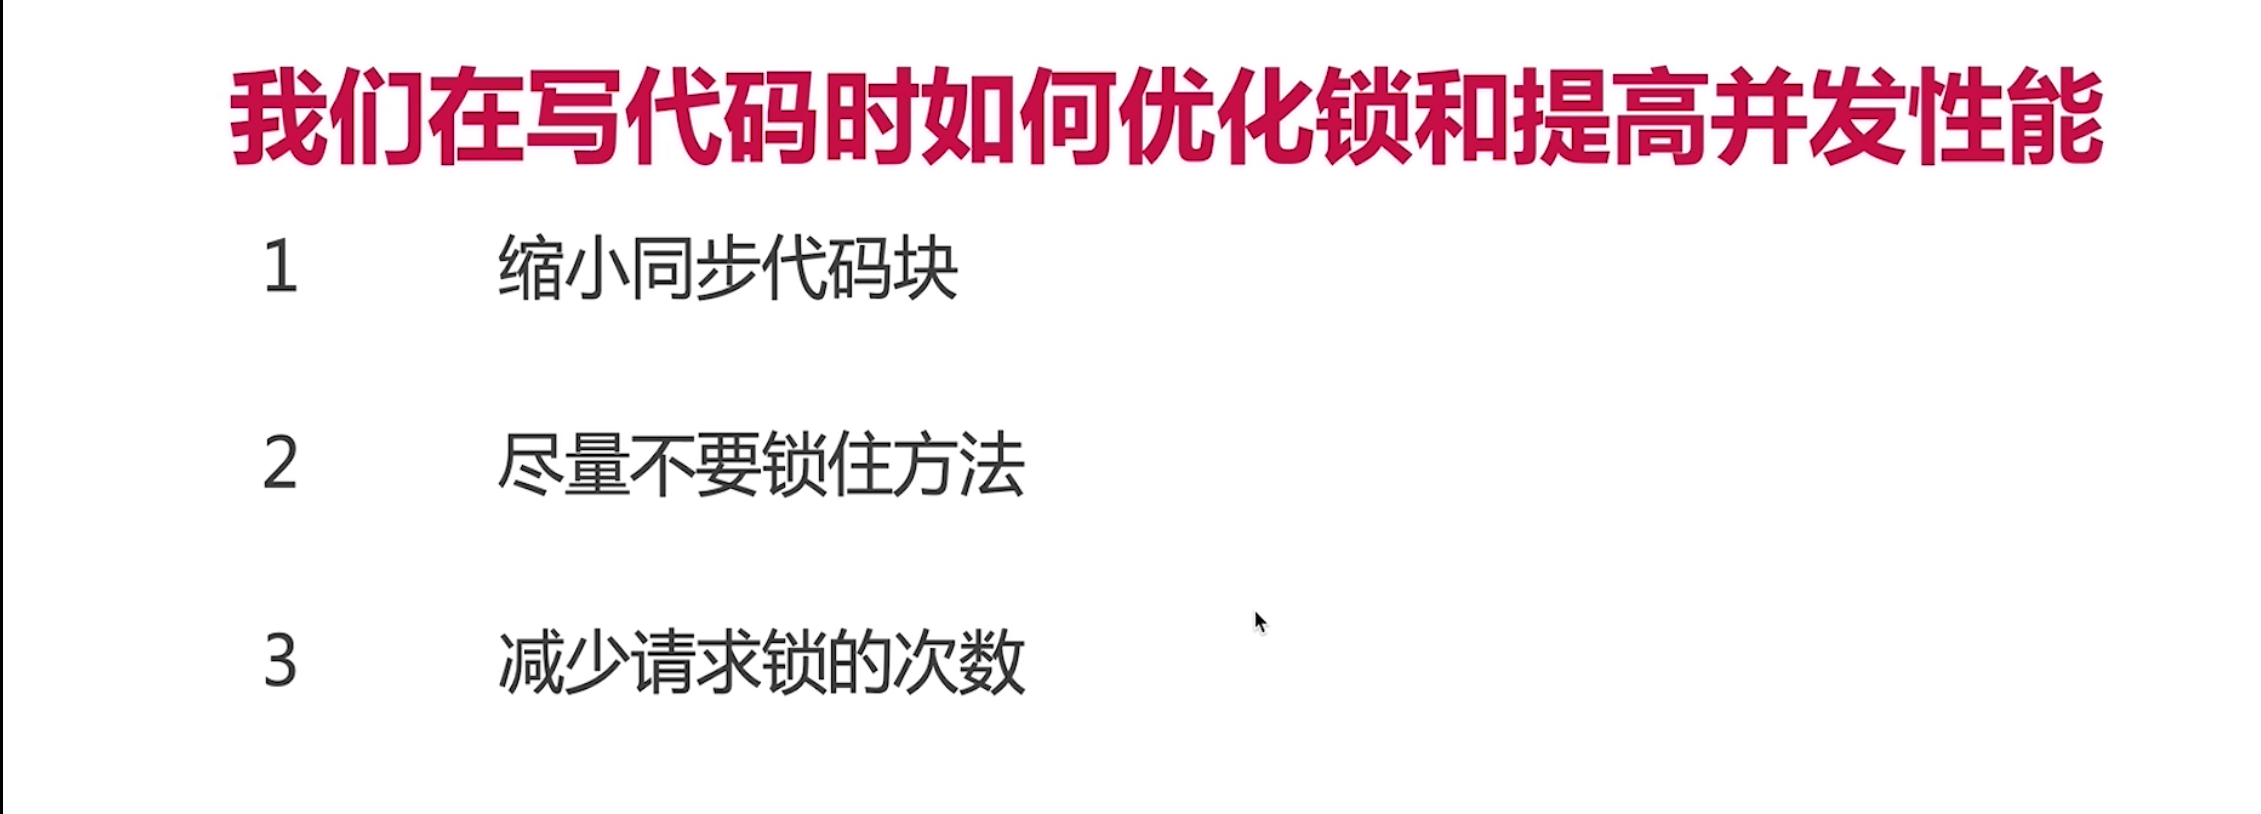 我们在写代码时如何优化锁和提高并发性能
1 缩小同步代码块
2 尽量不要锁住方法
3 减少请求锁的次数